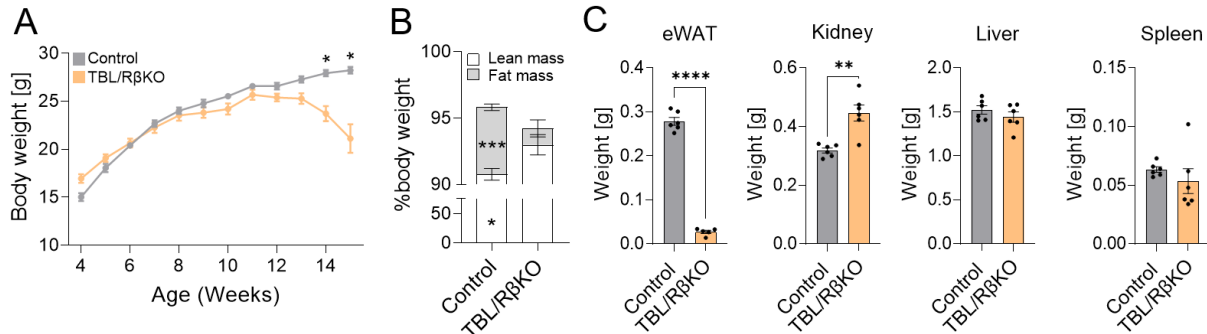 A
Control
TBL/RβKO
* *
Body weight [g]
40
30
20
10
4 6 8 10 12 14
Age (Weeks)
B
Lean mass
Fat mass
%body weight
100
95
90
50
0
***
*
Control
TBL/RβKO
C
eWAT
Weight [g]
0.4
0.3
0.2
0.1
0.0
****
Control
TBL/RβKO
Kidney
Weight [g]
0.6
0.4
0.2
0.0
**
Control
TBL/RβKO
Liver
Weight [g]
2.0
1.5
1.0
0.5
0.0
Control
TBL/RβKO
Spleen
Weight [g]
0.15
0.10
0.05
0.00
Control
TBL/RβKO